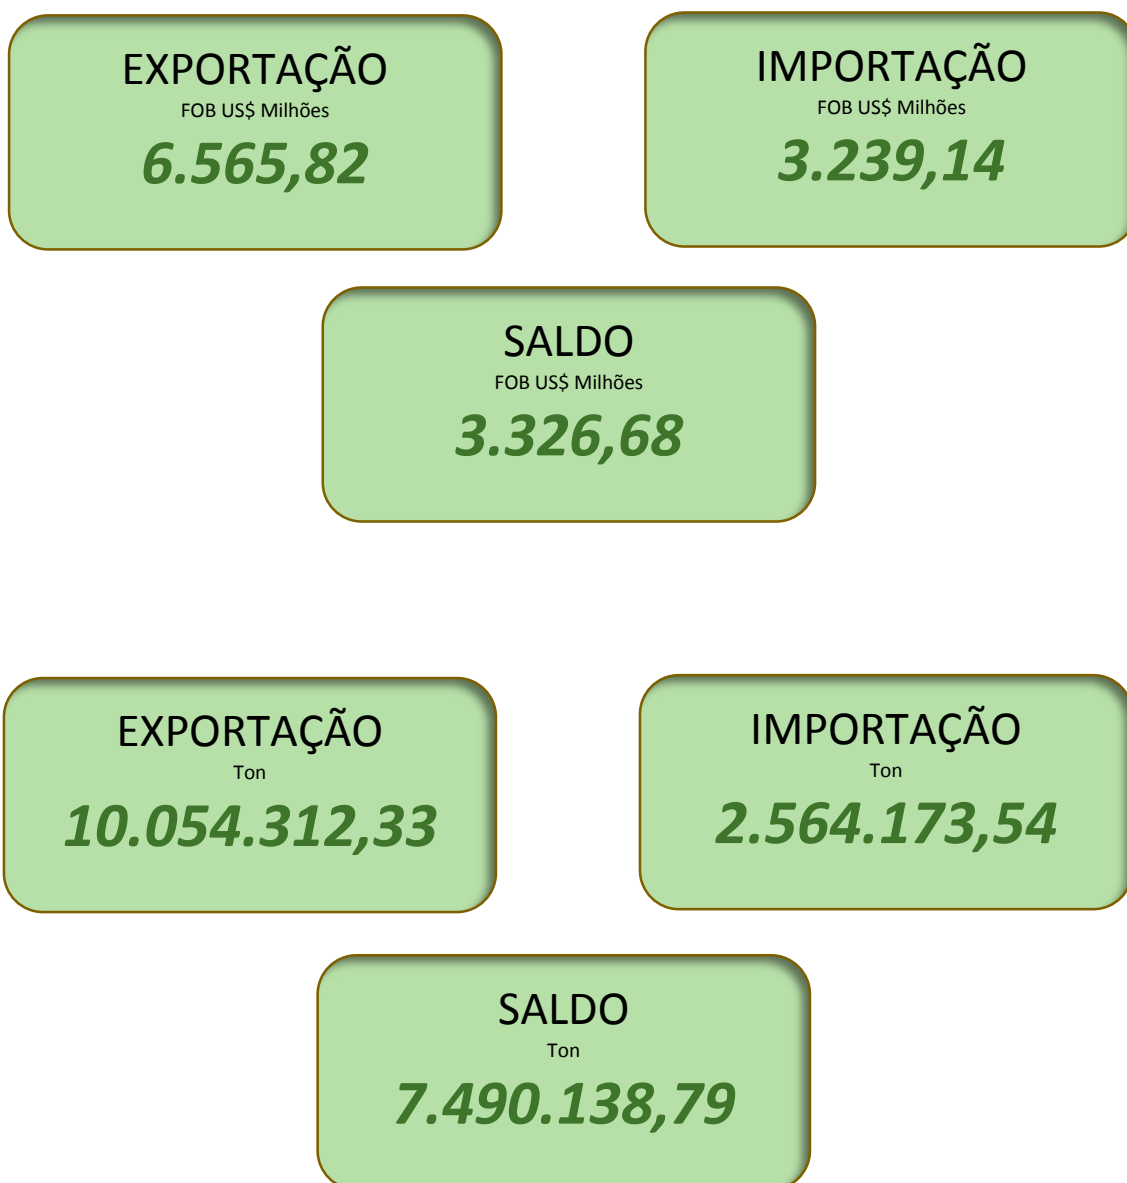 EXPORTAÇÃO
FOB US$ Milhões
6.565,82
IMPORTAÇÃO
FOB US$ Milhões
3.239,14
SALDO
FOB US$ Milhões
3.326,68
EXPORTAÇÃO
Ton
10.054.312,33
IMPORTAÇÃO
Ton
2.564.173,54
SALDO
Ton
7.490.138,79